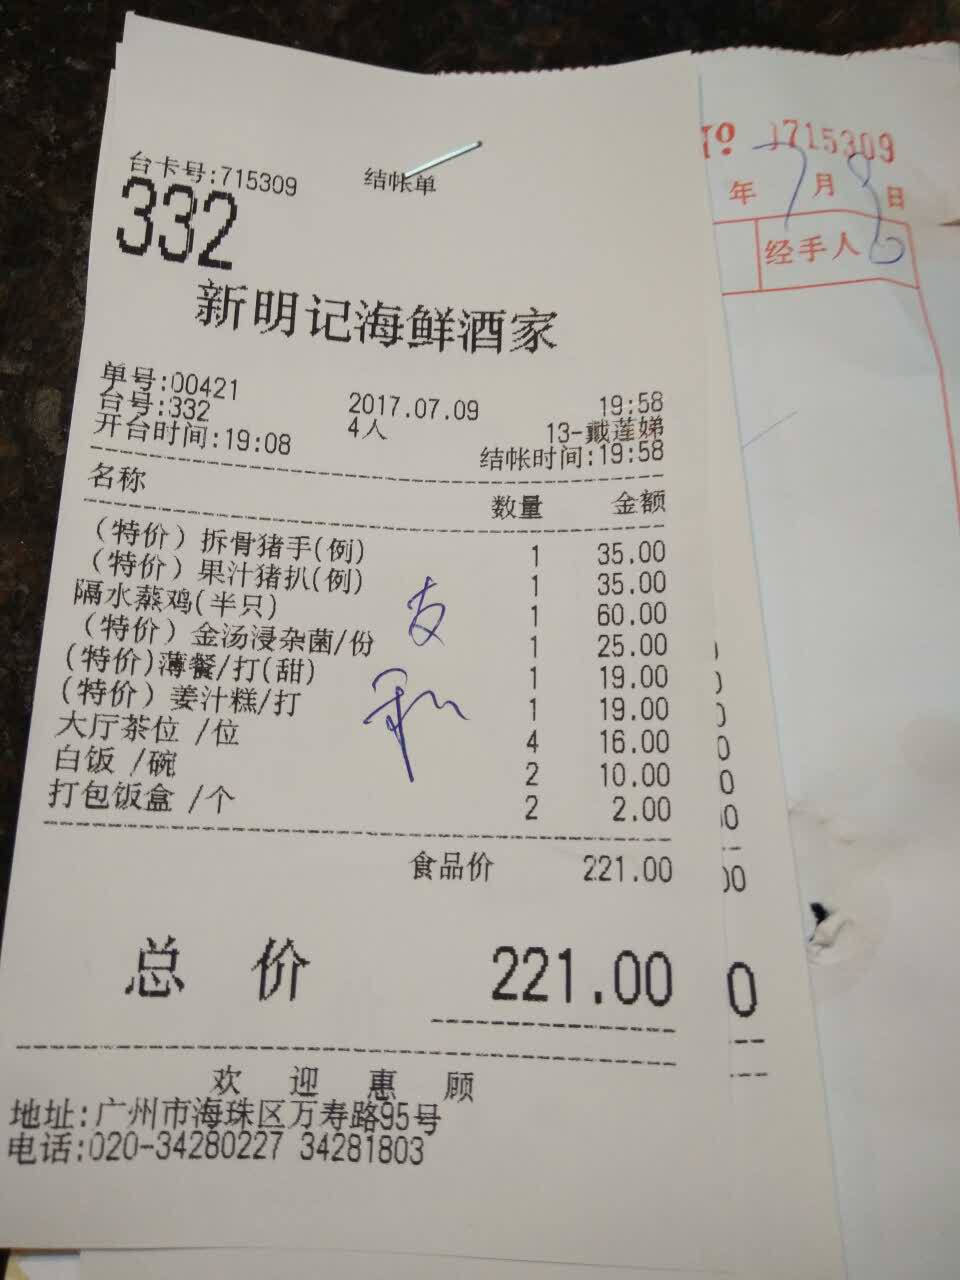 台卡号:715309 结帐单
332
新明记海鲜酒家
单号:00421
台号:332 2017.07.09 19:58
开台时间:19:08 4人 13-戴莲娣
结帐时间:19:58
名称 数量 金额
（特价）拆骨猪手(例) 1 35.00
（特价）果汁猪扒(例) 1 35.00
隔水蒸鸡(半只) 1 60.00
（特价）金汤浸杂菌/份 1 25.00
(特价)薄餐/打(甜) 1 19.00
(特价）姜汁糕/打 1 19.00
大厅茶位 /位 4 16.00
白饭 /碗 2 10.00
打包饭盒 /个 2 2.00
食品价 221.00
总 价 221.00
欢 迎 惠 顾
地址:广州市海珠区万寿路95号
电话:020-34280227 34281803
№ 1715309
年 7月 日
经手人